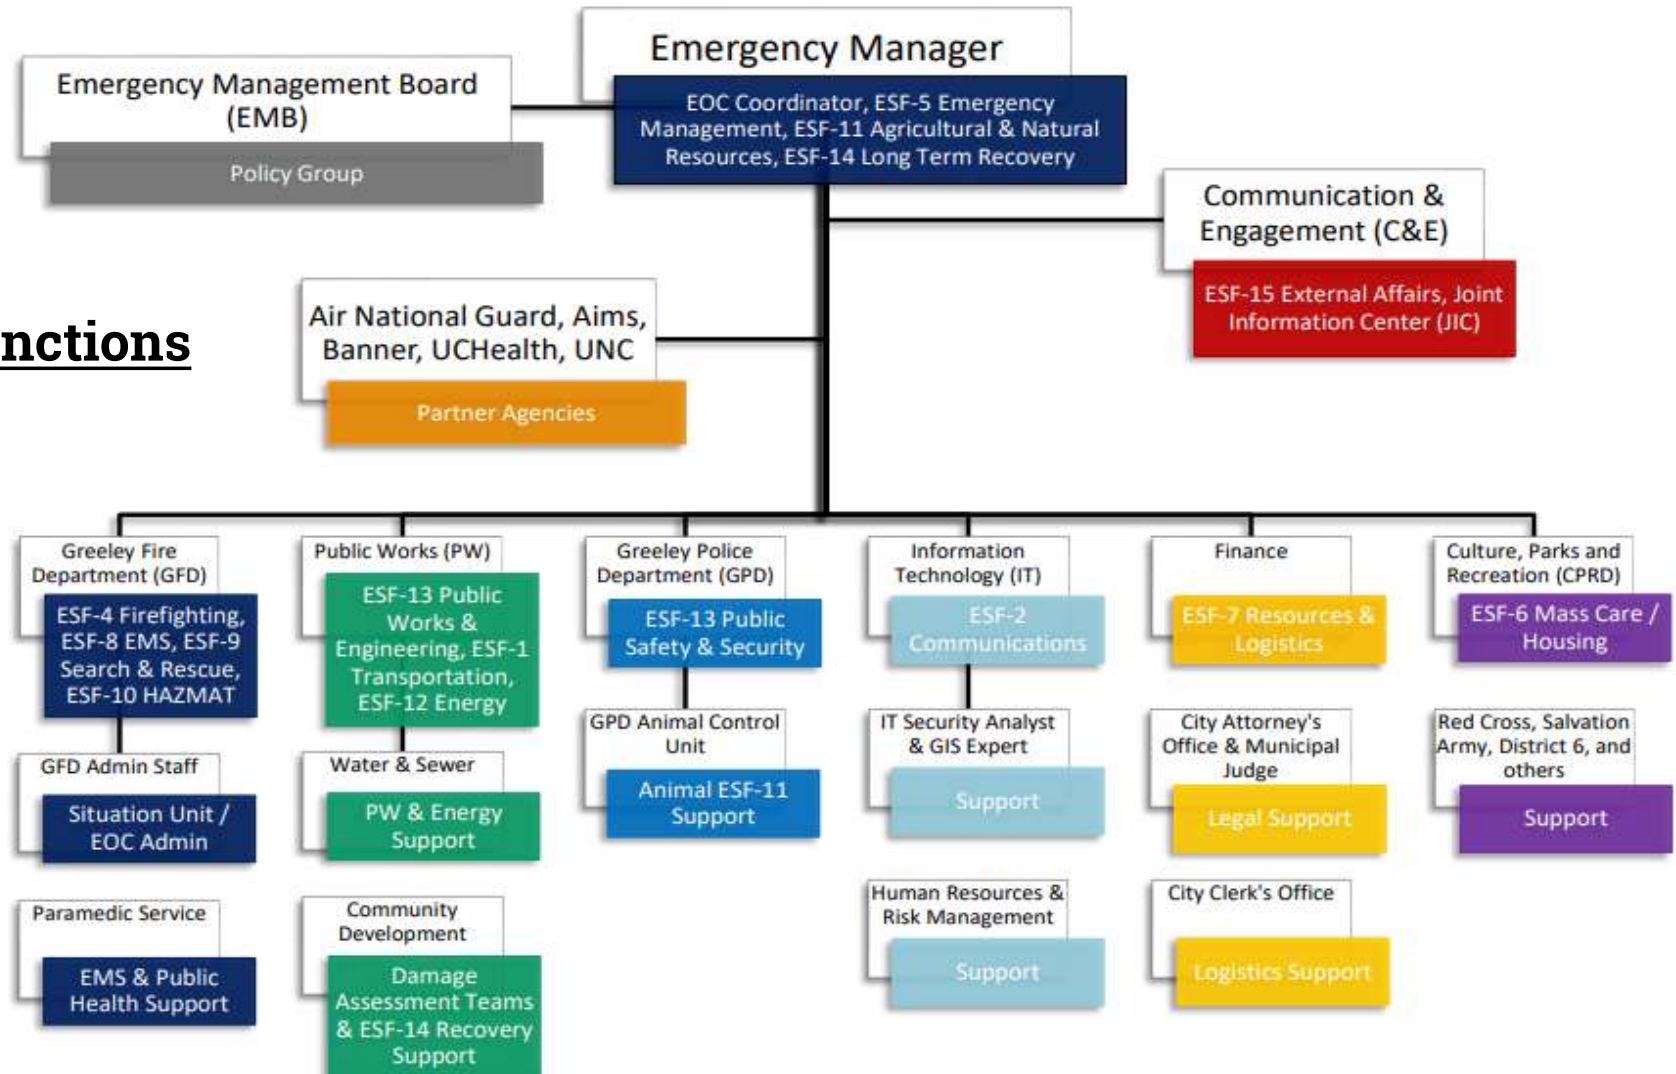 Emergency Manager
EOC Coordinator, ESF-5 Emergency
Management, ESF-11 Agricultural & Natural
Resources, ESF-14 Long Term Recovery
Emergency Management Board
(EMB)
Policy Group
Communication &
Engagement (C&E)
ESF-15 External Affairs, Joint
Information Center (JIC)
nctions
Air National Guard, Aims,
Banner, UCHealth, UNC
Partner Agencies
Greeley Fire
Department (GFD)
ESF-4 Firefighting,
ESF-8 EMS, ESF-9
Search & Rescue,
ESF-10 HAZMAT
GFD Admin Staff
Situation Unit /
EOC Admin
Paramedic Service
EMS & Public
Health Support
Public Works (PW)
ESF-13 Public
Works &
Engineering, ESF-1
Transportation,
ESF-12 Energy
Water & Sewer
PW & Energy
Support
Community
Development
Damage
Assessment Teams
& ESF-14 Recovery
Support
Greeley Police
Department (GPD)
ESF-13 Public
Safety & Security
GPD Animal Control
Unit
Animal ESF-11
Support
Information
Technology (IT)
ESF-2
Communications
IT Security Analyst
& GIS Expert
Support
Human Resources &
Risk Management
Support
Finance
ESF-7 Resources &
Logistics
City Attorney's
Office & Municipal
Judge
Legal Support
City Clerk's Office
Logistics Support
Culture, Parks and
Recreation (CPRD)
ESF-6 Mass Care /
Housing
Red Cross, Salvation
Army, District 6, and
others
Support